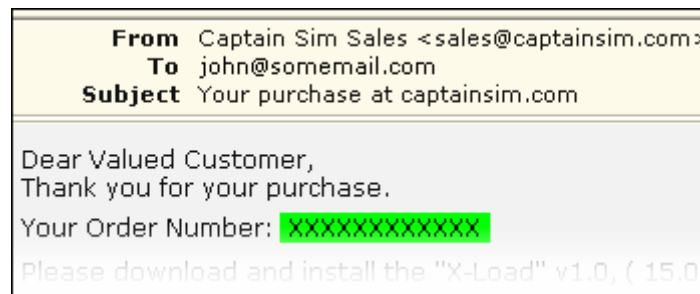 From Captain Sim Sales <sales@captainsim.com>
To john@somemail.com
Subject Your purchase at captainsim.com
Dear Valued Customer,
Thank you for your purchase.
Your Order Number: XXXXXXXXXXXX
Please download and install the "X-Load" v1.0, ( 15.0